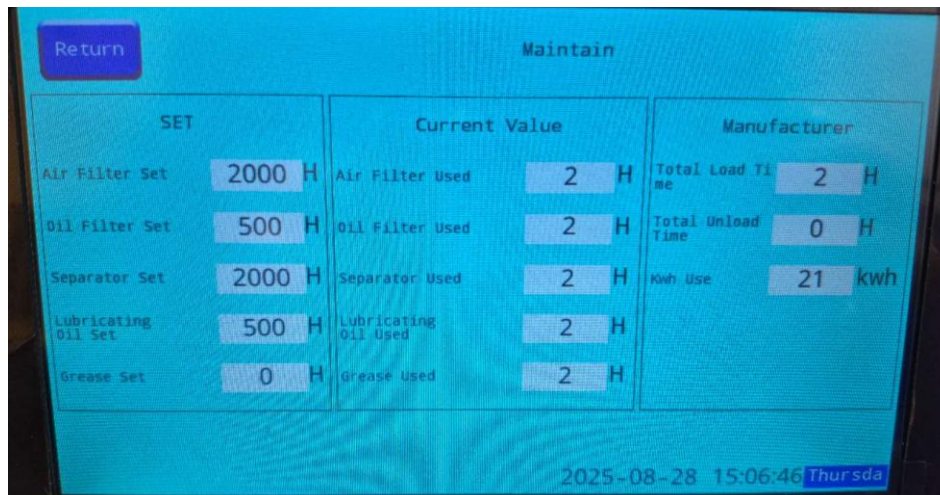 Return
Maintain
SET
Current Value
Manufacturer
Air Filter Set 2000 H
Air Filter Used 2 H
Total Load Ti
me 2 H
Oil Filter Set 500 H
Oil Filter Used 2 H
Total Unload
Time 0 H
Separator Set 2000 H
Separator Used 2 H
Kwh Use 21 kwh
Lubricating
Oil Set 500 H
Lubricating
Oil Used 2 H
Grease Set 0 H
Grease Used 2 H
2025-08-28 15:06:46 Thursda